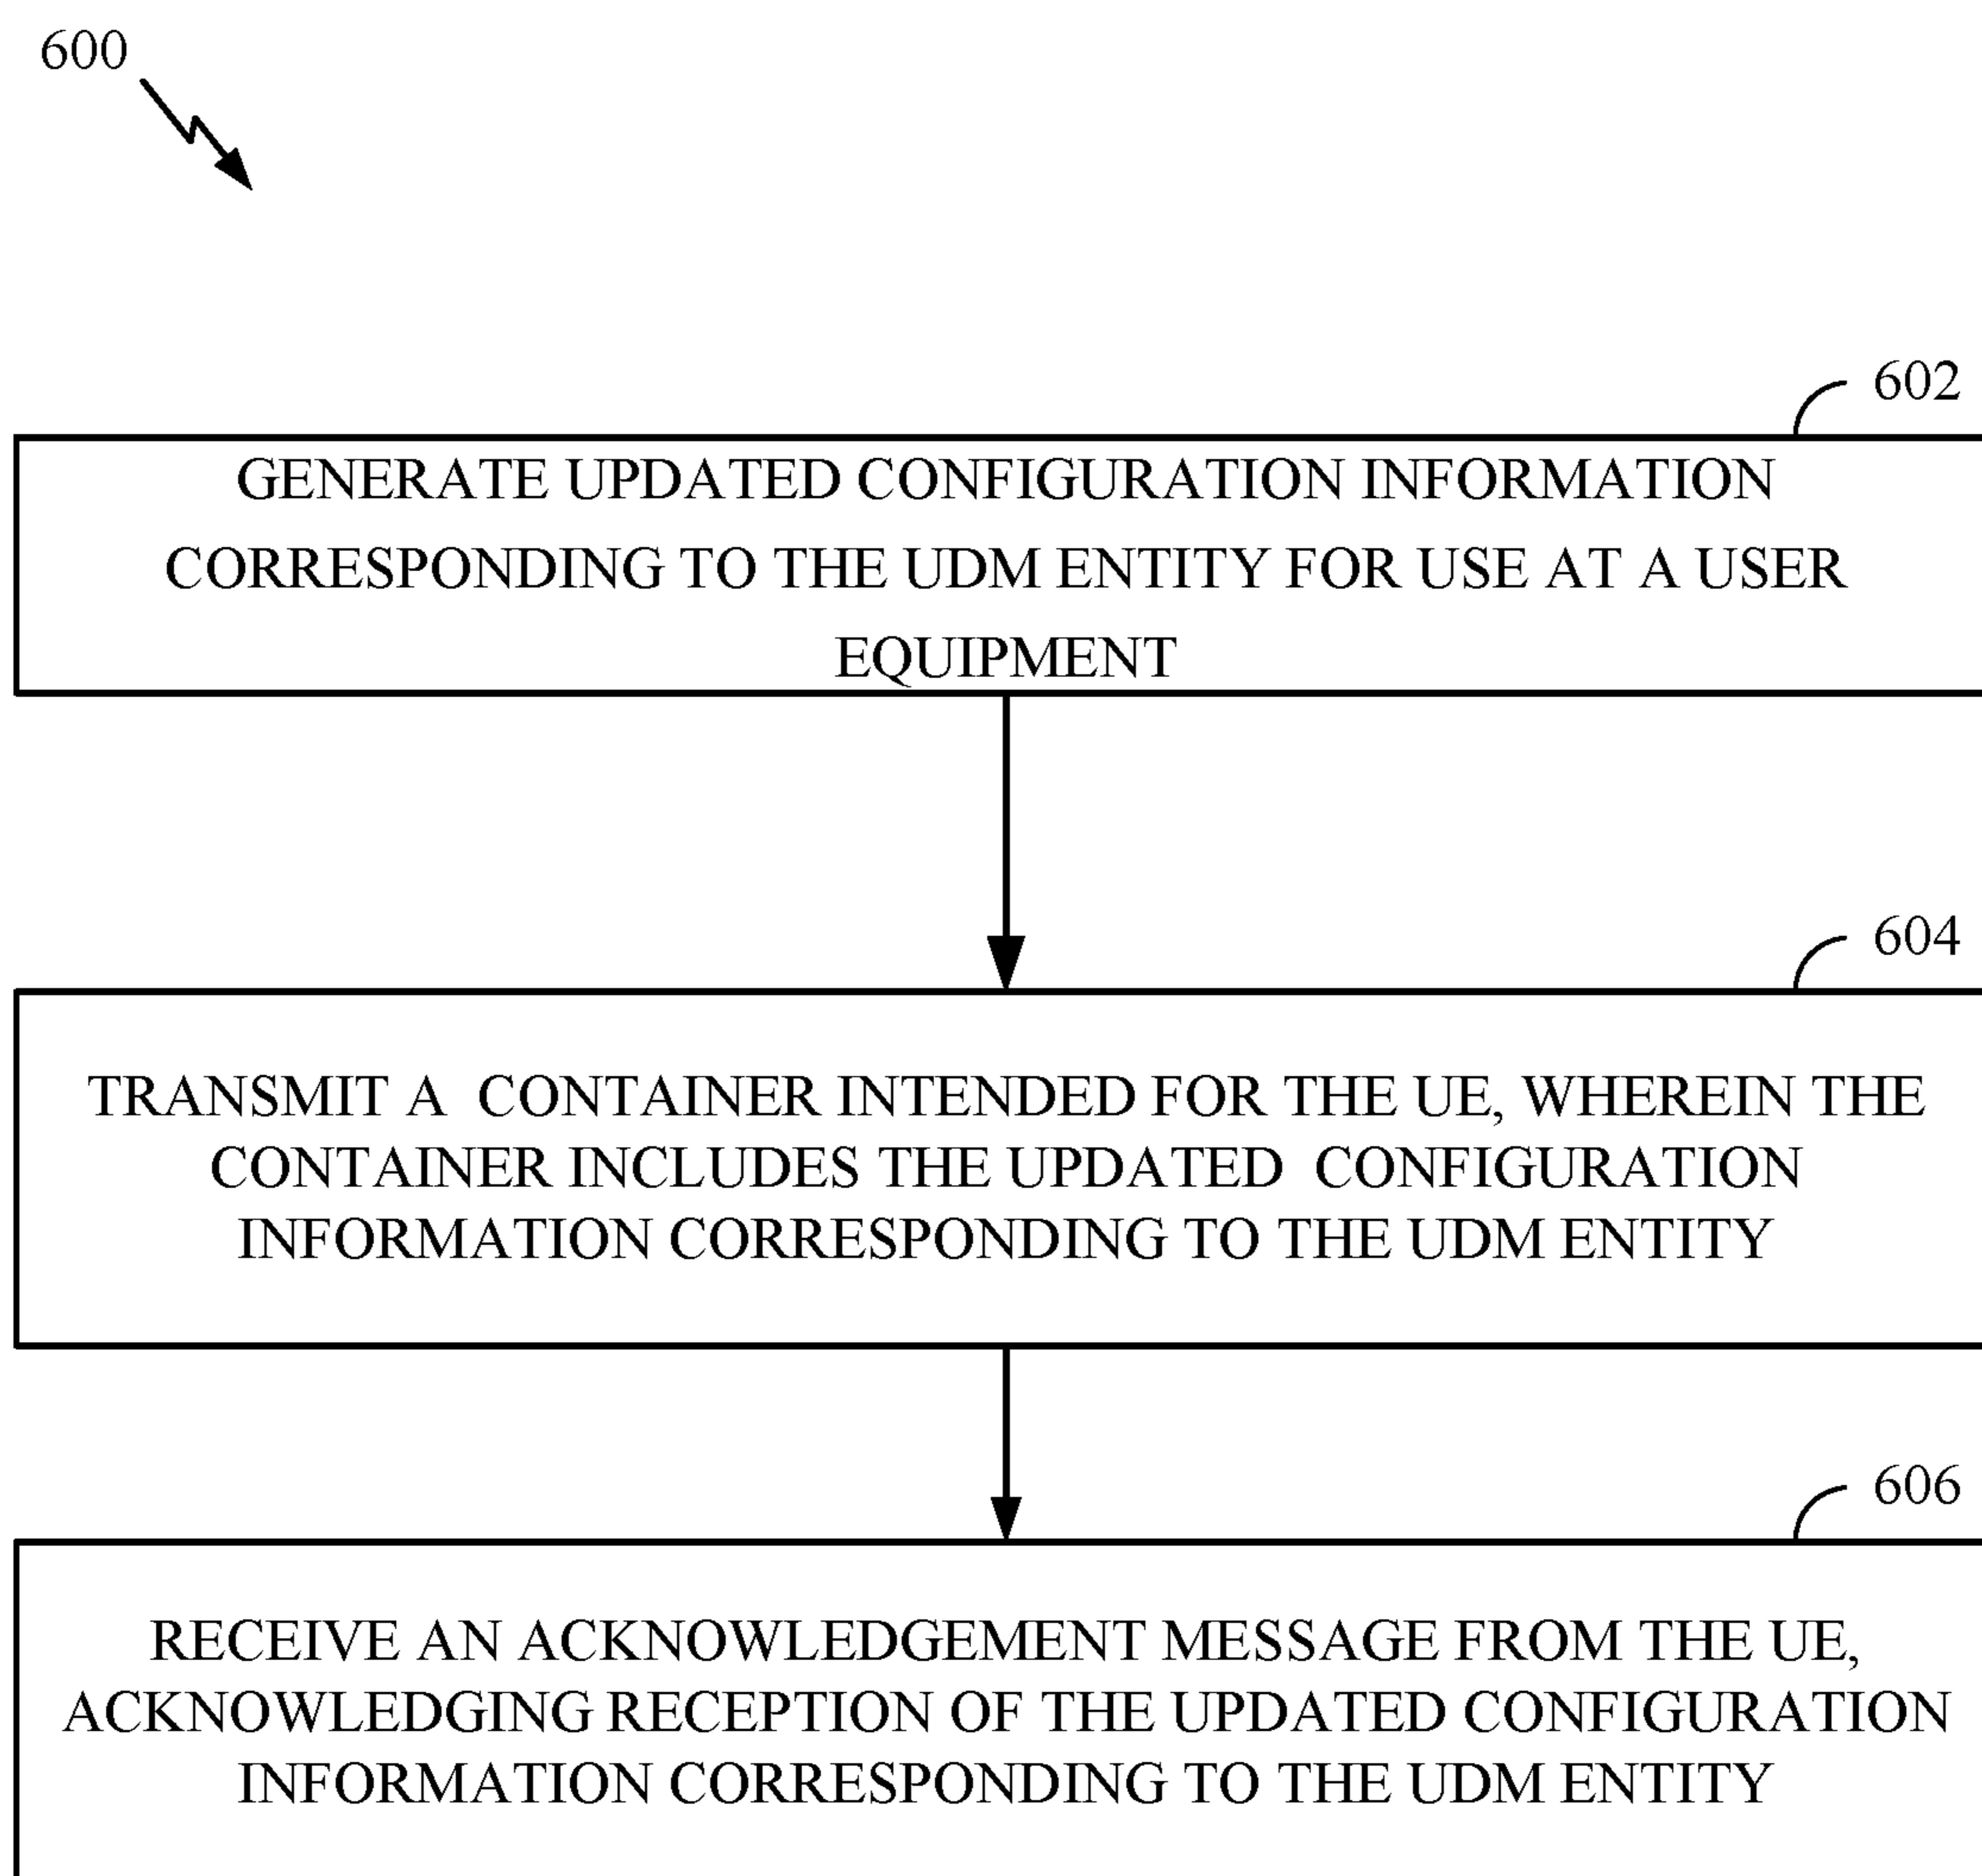 600
602
GENERATE UPDATED CONFIGURATION INFORMATION
CORRESPONDING TO THE UDM ENTITY FOR USE AT A USER
EQUIPMENT
604
TRANSMIT A CONTAINER INTENDED FOR THE UE, WHEREIN THE
CONTAINER INCLUDES THE UPDATED CONFIGURATION
INFORMATION CORRESPONDING TO THE UDM ENTITY
606
RECEIVE AN ACKNOWLEDGEMENT MESSAGE FROM THE UE,
ACKNOWLEDGING RECEPTION OF THE UPDATED CONFIGURATION
INFORMATION CORRESPONDING TO THE UDM ENTITY